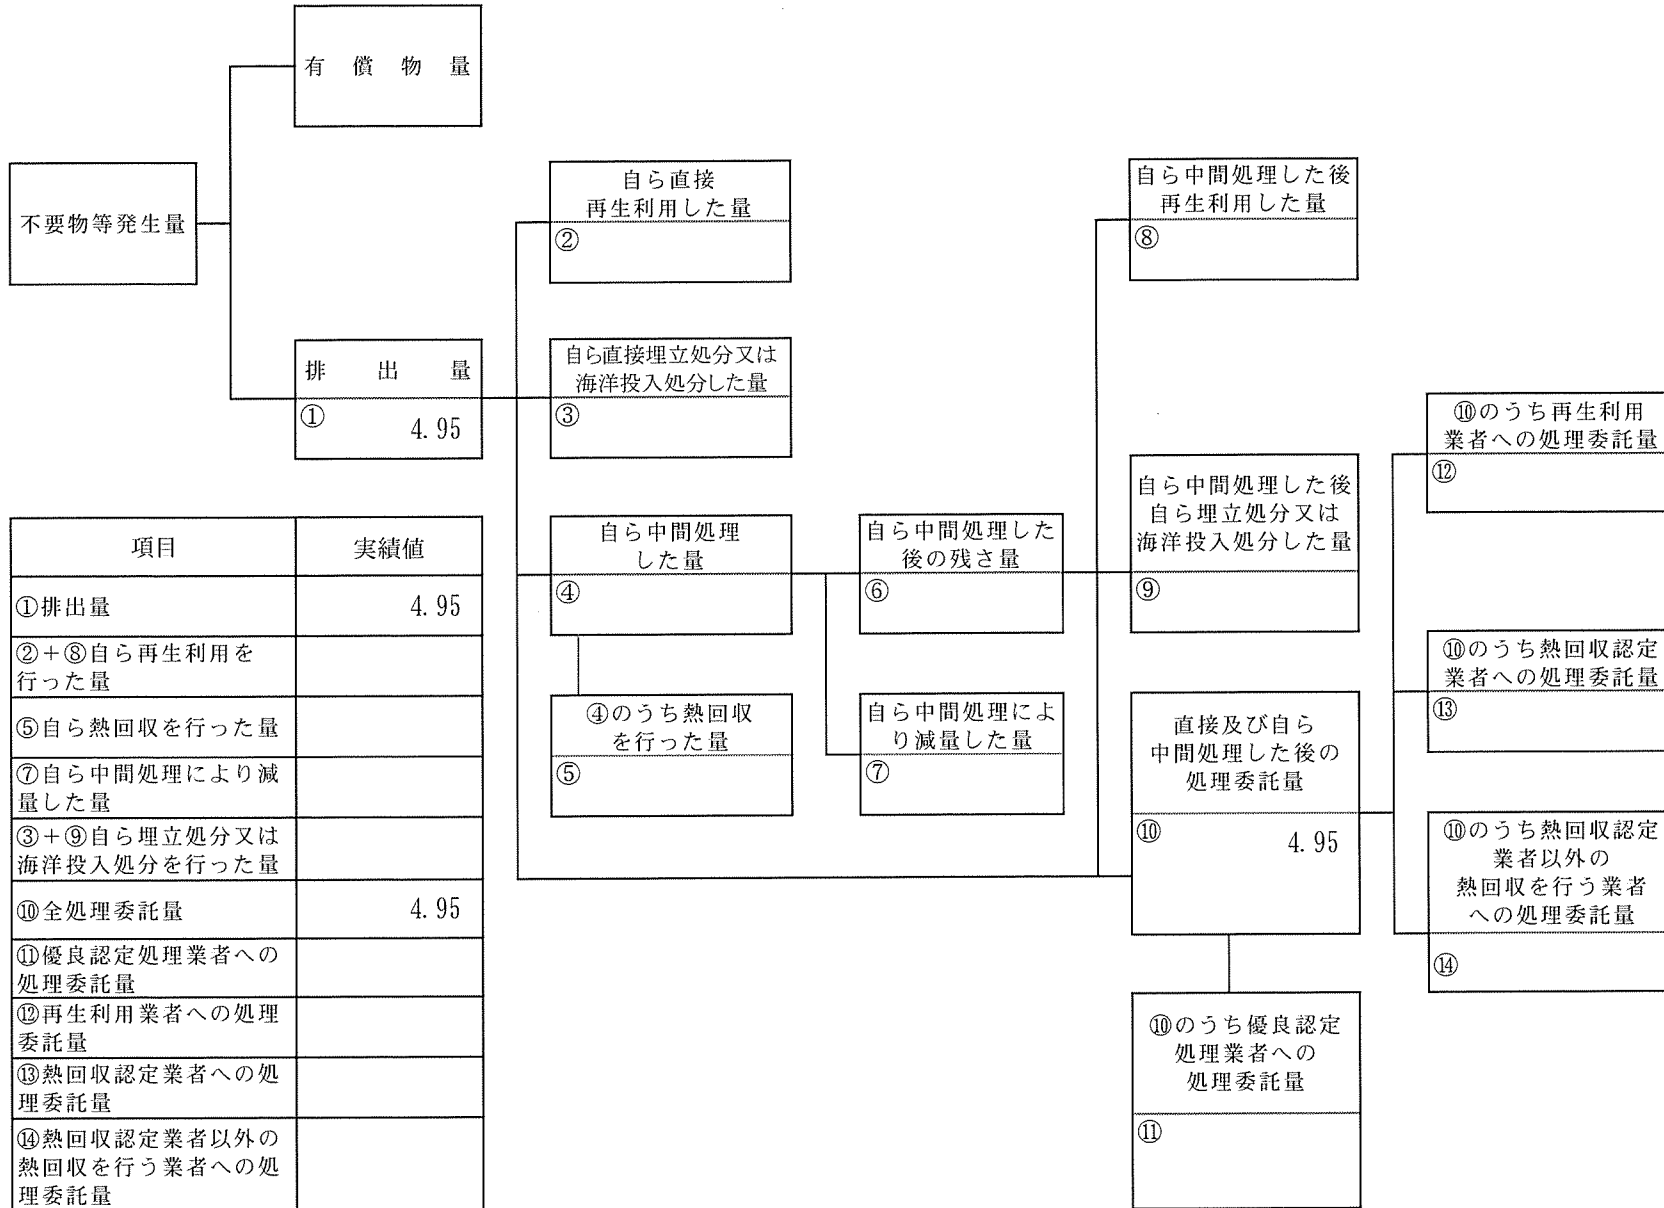 有償物量
不要物等発生量
排出量
① 4.95
自ら直接
再生利用した量
②
自ら直接埋立処分又は
海洋投入処分した量
③
自ら中間処理
した量
④
④のうち熱回収
を行った量
⑤
自ら中間処理した
後の残さ量
⑥
自ら中間処理によ
り減量した量
⑦
自ら中間処理した後
再生利用した量
⑧
自ら中間処理した後
自ら埋立処分又は
海洋投入処分した量
⑨
直接及び自ら
中間処理した後の
処理委託量
⑩ 4.95
⑩のうち優良認定
処理業者への
処理委託量
⑪
⑩のうち再生利用
業者への処理委託量
⑫
⑩のうち熱回収認定
業者への処理委託量
⑬
⑩のうち熱回収認定
業者以外の
熱回収を行う業者
への処理委託量
⑭
項目 実績値
①排出量 4.95
②+⑧自ら再生利用を
行った量
⑤自ら熱回収を行った量
⑦自ら中間処理により減
量した量
③+⑨自ら埋立処分又は
海洋投入処分を行った量
⑩全処理委託量 4.95
⑪優良認定処理業者への
処理委託量
⑫再生利用業者への処理
委託量
⑬熱回収認定業者への処
理委託量
⑭熱回収認定業者以外の
熱回収を行う業者への処
理委託量